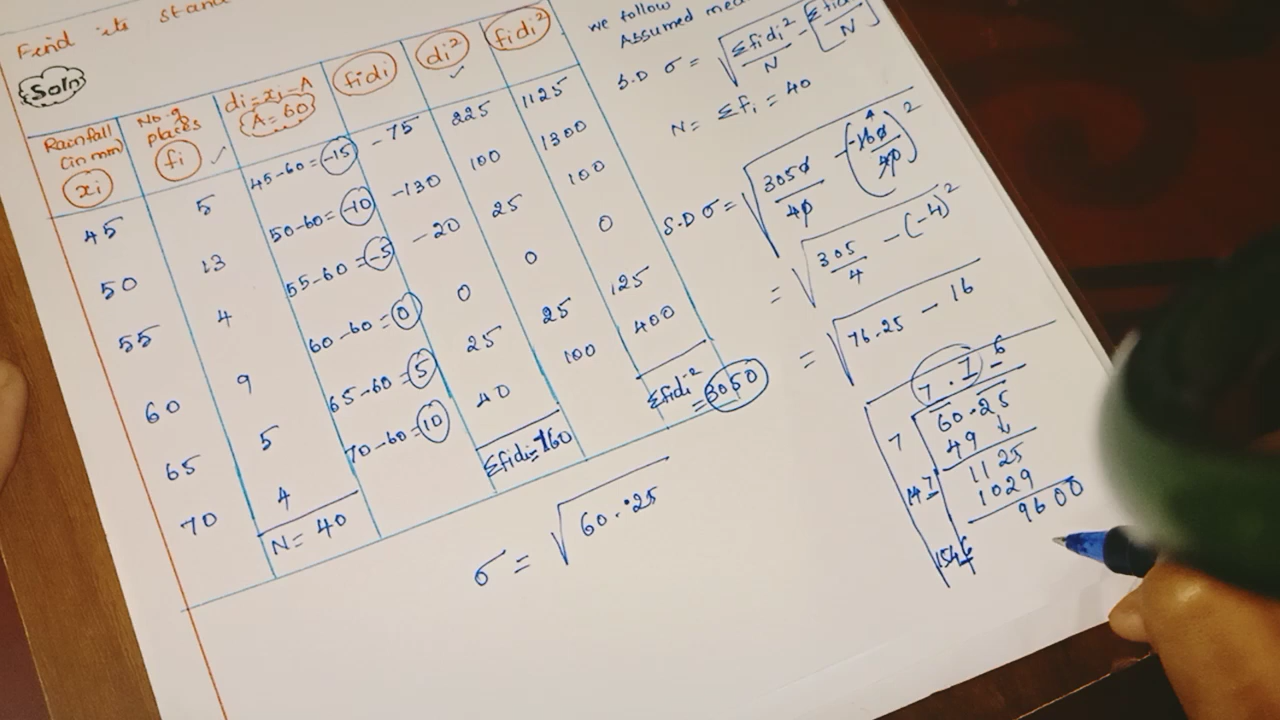 Find its stand
Soln
Rainfall (in mm) xi | No. of places fi | di = xi - A A = 60 | fidi | di² | fidi²
45 | 5 | 45-60 = -15 | -75 | 225 | 1125
50 | 13 | 50-60 = -10 | -130 | 100 | 1300
55 | 4 | 55-60 = -5 | -20 | 25 | 100
60 | 9 | 60-60 = 0 | 0 | 0 | 0
65 | 5 | 65-60 = 5 | 25 | 25 | 125
70 | 4 | 70-60 = 10 | 40 | 100 | 400
N = 40 | Σfidi = -160 | Σfidi² = 3050
σ = √60.25
we follow
Assumed mea
S.D σ = √Σfidi²/N - [Σfid/N]
N = Σfi = 40
S.D σ = √3050/40 - (-160/40)²
= √305/4 - (-4)²
= √76.25 - 16
7.76
7 | 60.25
49
147 | 1125
1029
1546 | 9600